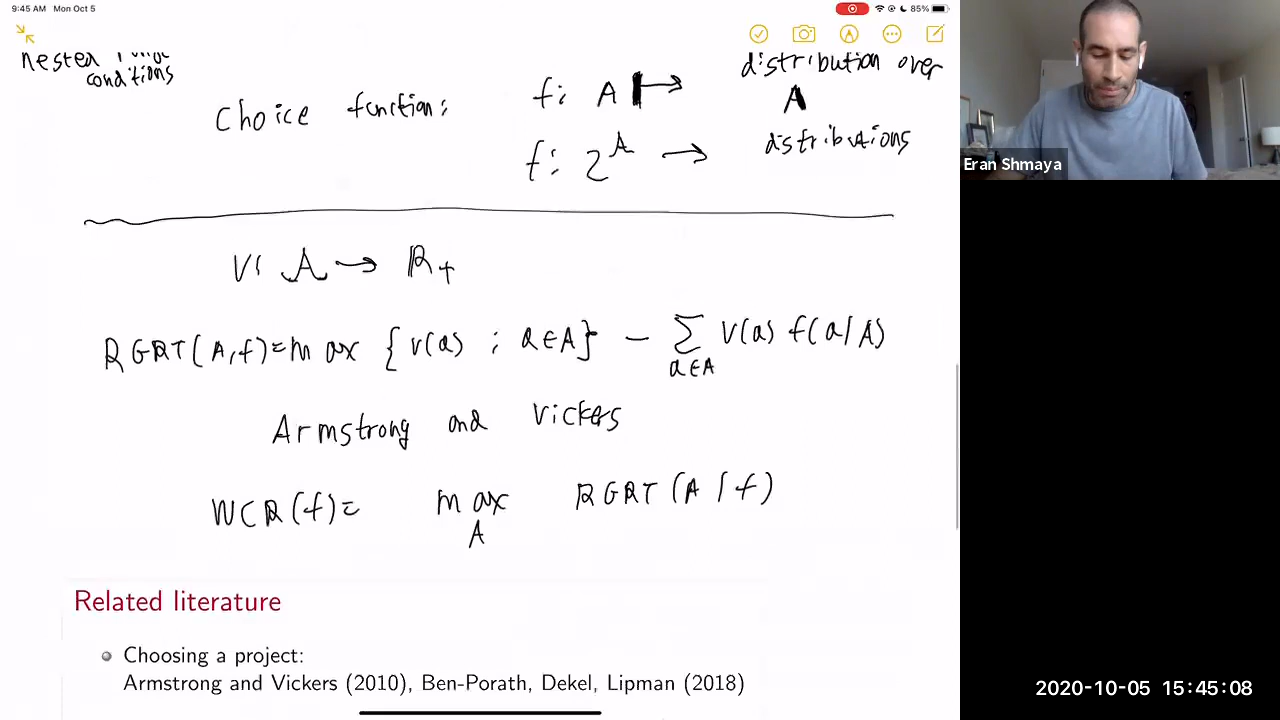 9:45 AM Mon Oct 5
85%
nested
conditions
choice function:
f: A ↦ distribution over A
f: 2^A → distributions
v: A → R+
RGRT(A,f)=max {v(a) ; a∈A} − ∑ a∈A v(a) f(a|A)
Armstrong and Vickers
WCR(f)= max A RGRT(A,f)
Related literature
Choosing a project:
Armstrong and Vickers (2010), Ben-Porath, Dekel, Lipman (2018)
Eran Shmaya
2020-10-05 15:45:08